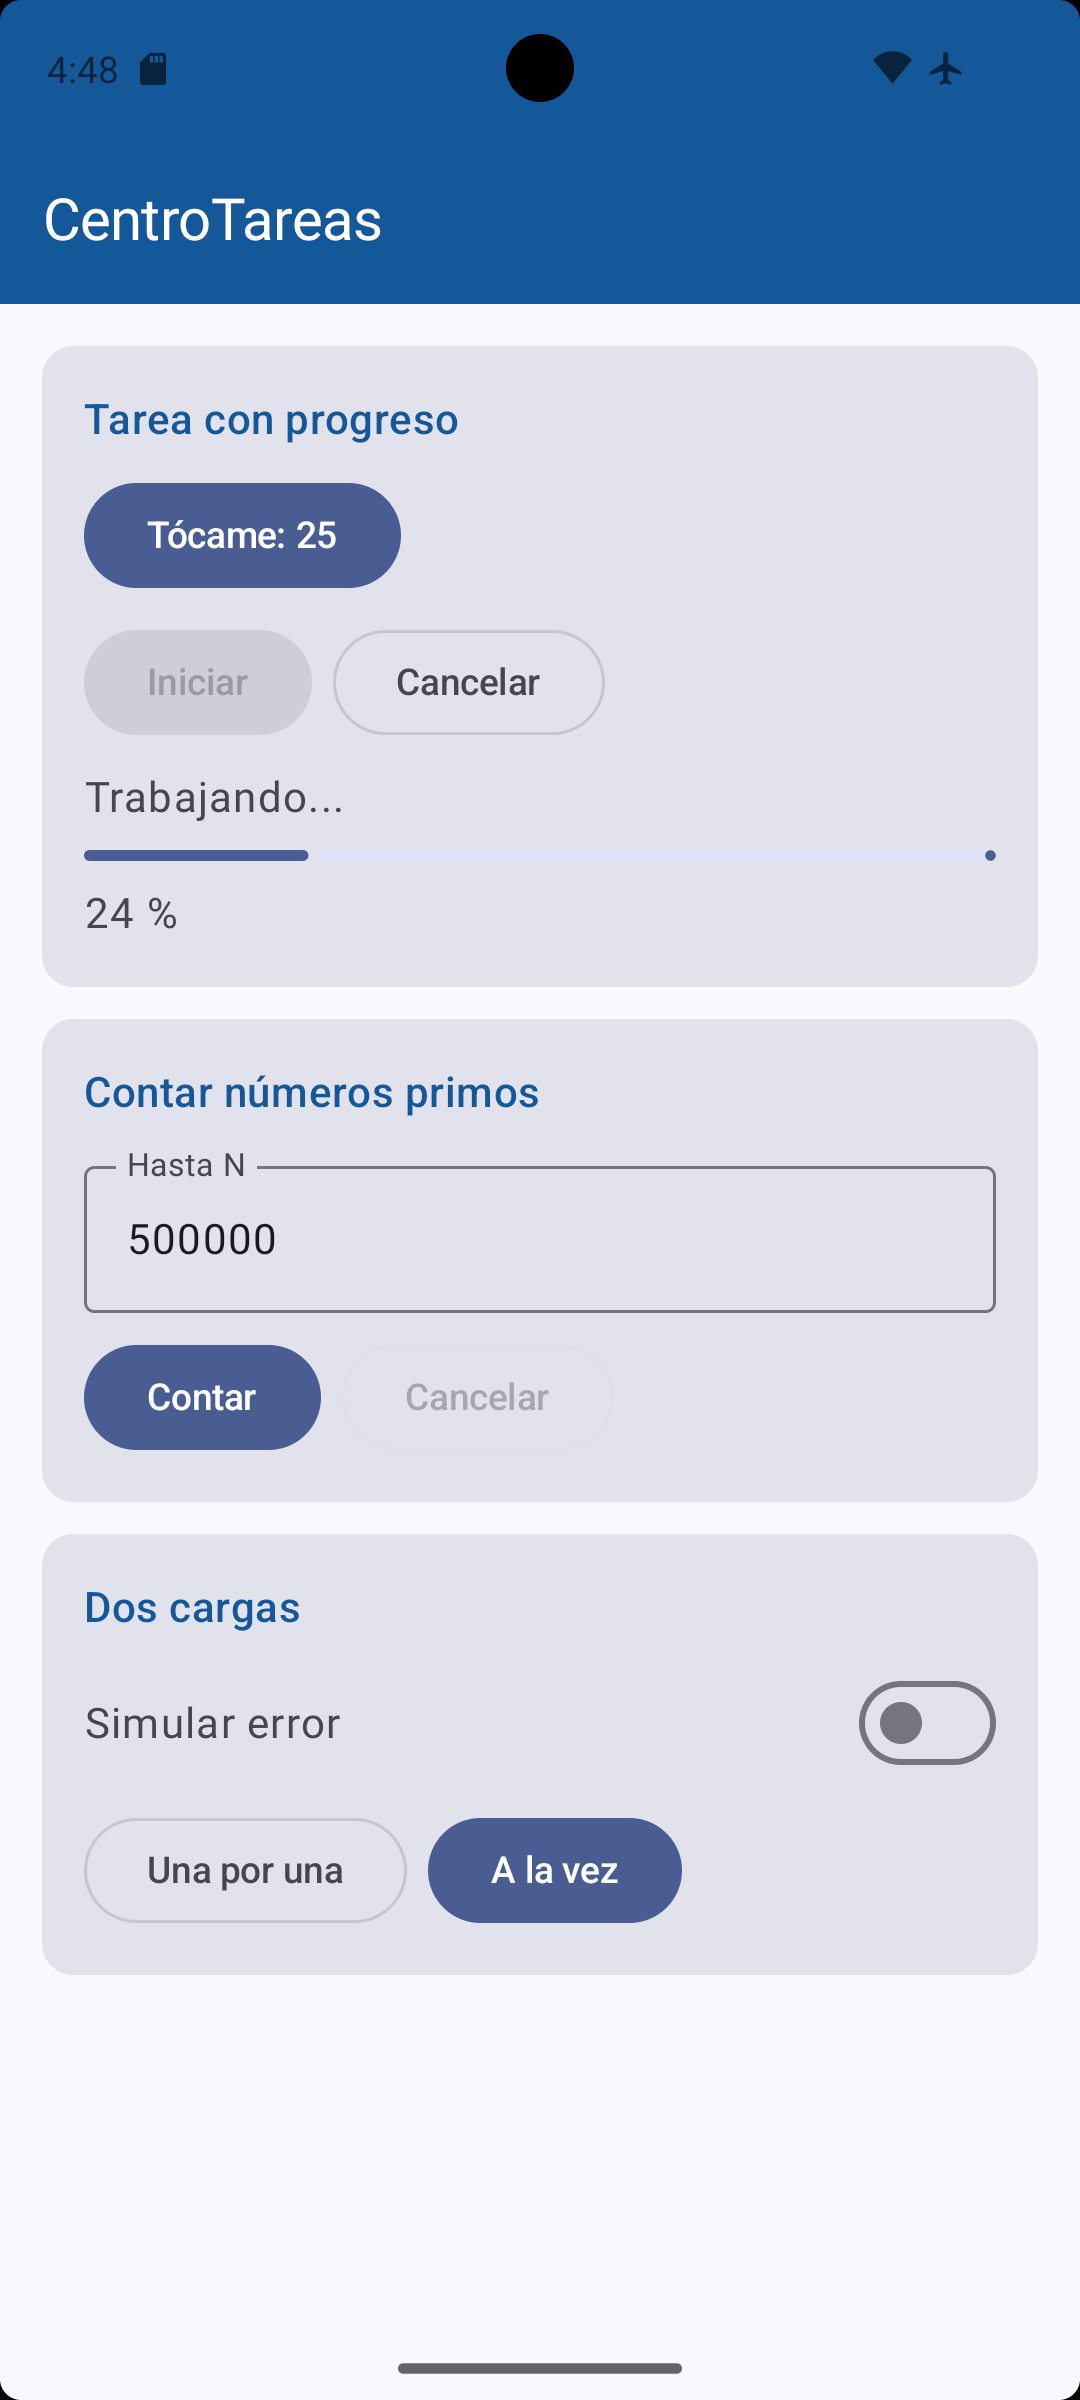 4:48
CentroTareas
Tarea con progreso
Tócame: 25
Iniciar
Cancelar
Trabajando...
24 %
Contar números primos
Hasta N
500000
Contar
Cancelar
Dos cargas
Simular error
Una por una
A la vez